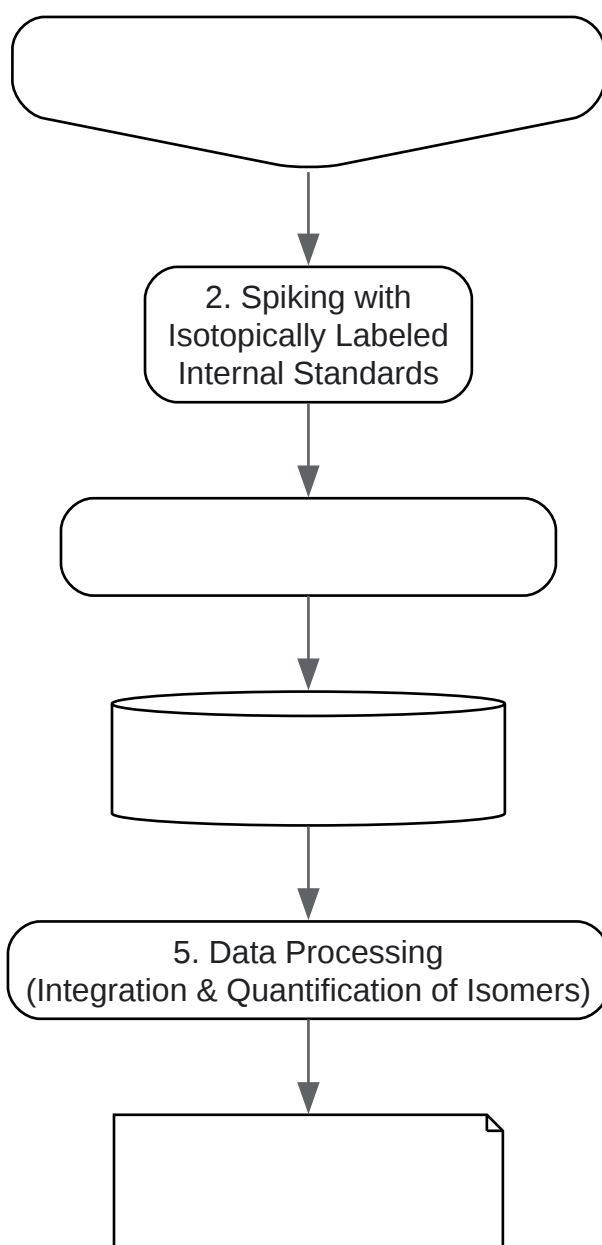 2. Spiking with
Isotopically Labeled
Internal Standards
5. Data Processing
(Integration & Quantification of Isomers)